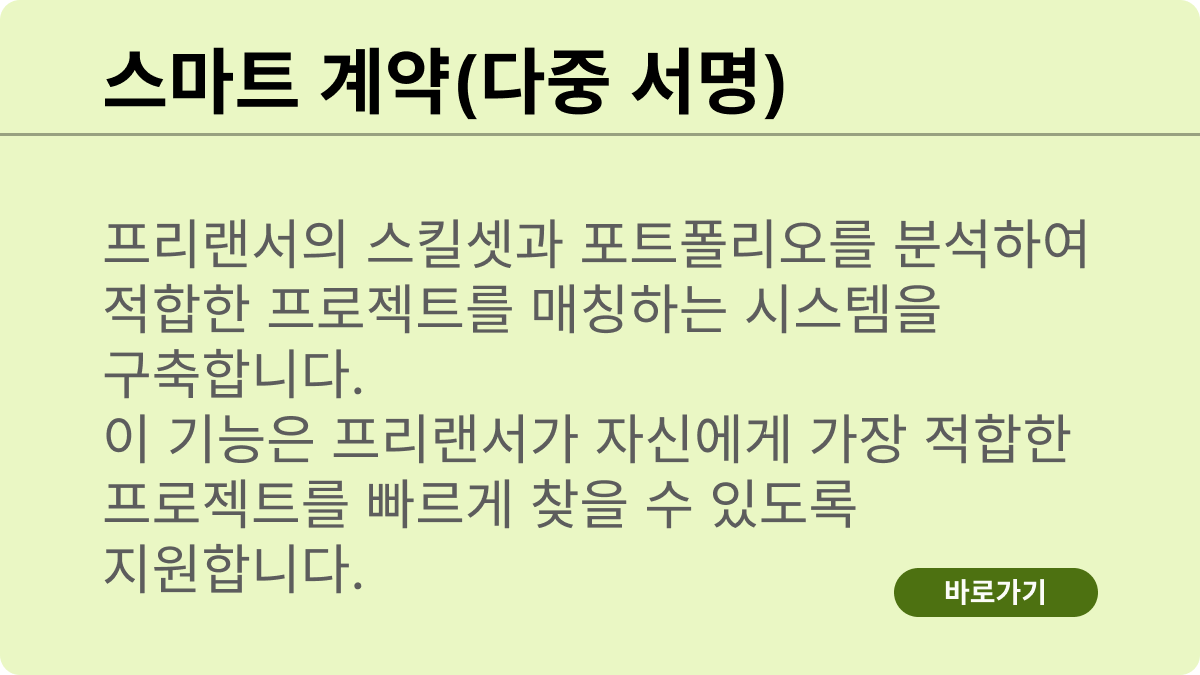 스마트 계약(다중 서명)
프리랜서의 스킬셋과 포트폴리오를 분석하여
적합한 프로젝트를 매칭하는 시스템을
구축합니다.
이 기능은 프리랜서가 자신에게 가장 적합한
프로젝트를 빠르게 찾을 수 있도록
지원합니다.
바로가기